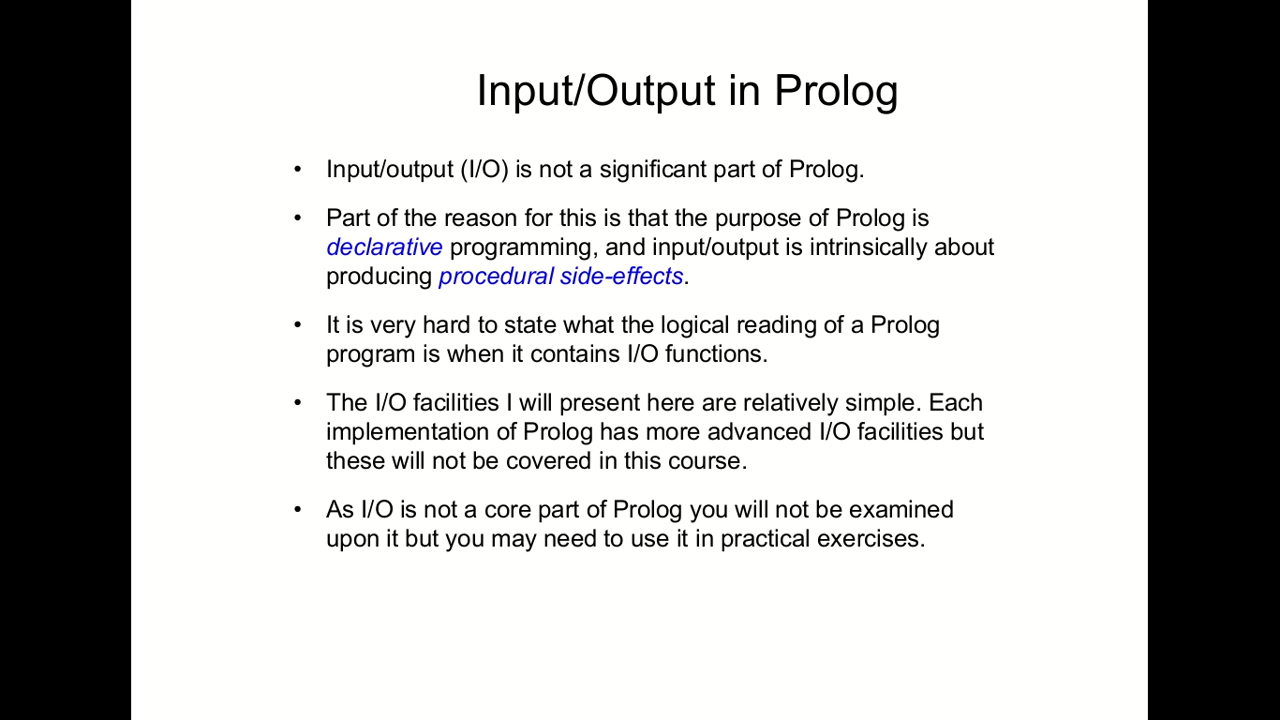 Input/Output in Prolog
• Input/output (I/O) is not a significant part of Prolog.
• Part of the reason for this is that the purpose of Prolog is
declarative programming, and input/output is intrinsically about
producing procedural side-effects.
• It is very hard to state what the logical reading of a Prolog
program is when it contains I/O functions.
• The I/O facilities I will present here are relatively simple. Each
implementation of Prolog has more advanced I/O facilities but
these will not be covered in this course.
• As I/O is not a core part of Prolog you will not be examined
upon it but you may need to use it in practical exercises.